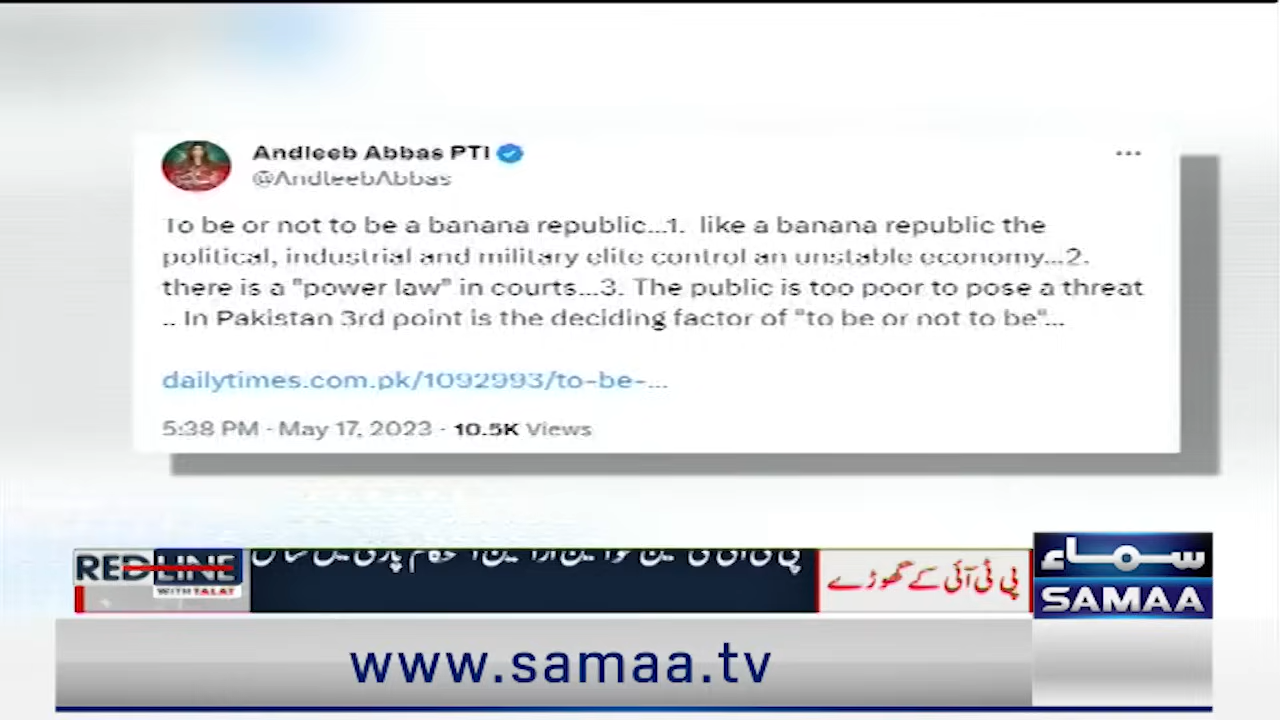 Andleeb Abbas PTI
@AndleebAbbas
To be or not to be a banana republic...1. like a banana republic the
political, industrial and military elite control an unstable economy...2.
there is a "power law" in courts...3. The public is too poor to pose a threat
.. In Pakistan 3rd point is the deciding factor of "to be or not to be"...
dailytimes.com.pk/1092993/to-be-...
5:38 PM · May 17, 2023 · 10.5K Views
RED LINE
WITH TALAT
پی ٹی آئی کے گھوڑے
سماء
SAMAA
www.samaa.tv